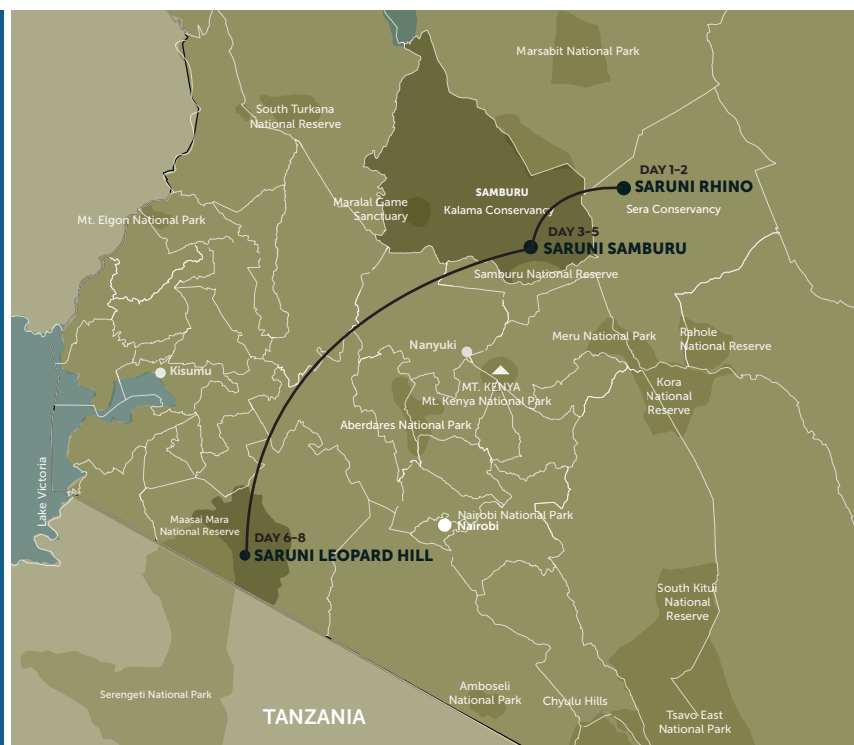 Marsabit National Park
South Turkana
National Reserve
DAY 1–2
SARUNI RHINO
SAMBURU
Maralal Game
Sanctuary
Kalama Conservancy
Sera Conservancy
Mt. Elgon National Park
DAY 3–5
SARUNI SAMBURU
Samburu National Reserve
Nanyuki
Meru National Park
Rahole
National Reserve
Kisumu
MT. KENYA
Mt. Kenya National Park
Kora
National
Reserve
Aberdares National Park
Lake Victoria
Maasai Mara
National Reserve
Nairobi National Park
Nairobi
DAY 6–8
SARUNI LEOPARD HILL
South Kitui
National
Reserve
Serengeti National Park
Amboseli
National Park
Chyulu Hills
TANZANIA
Tsavo East
National Park